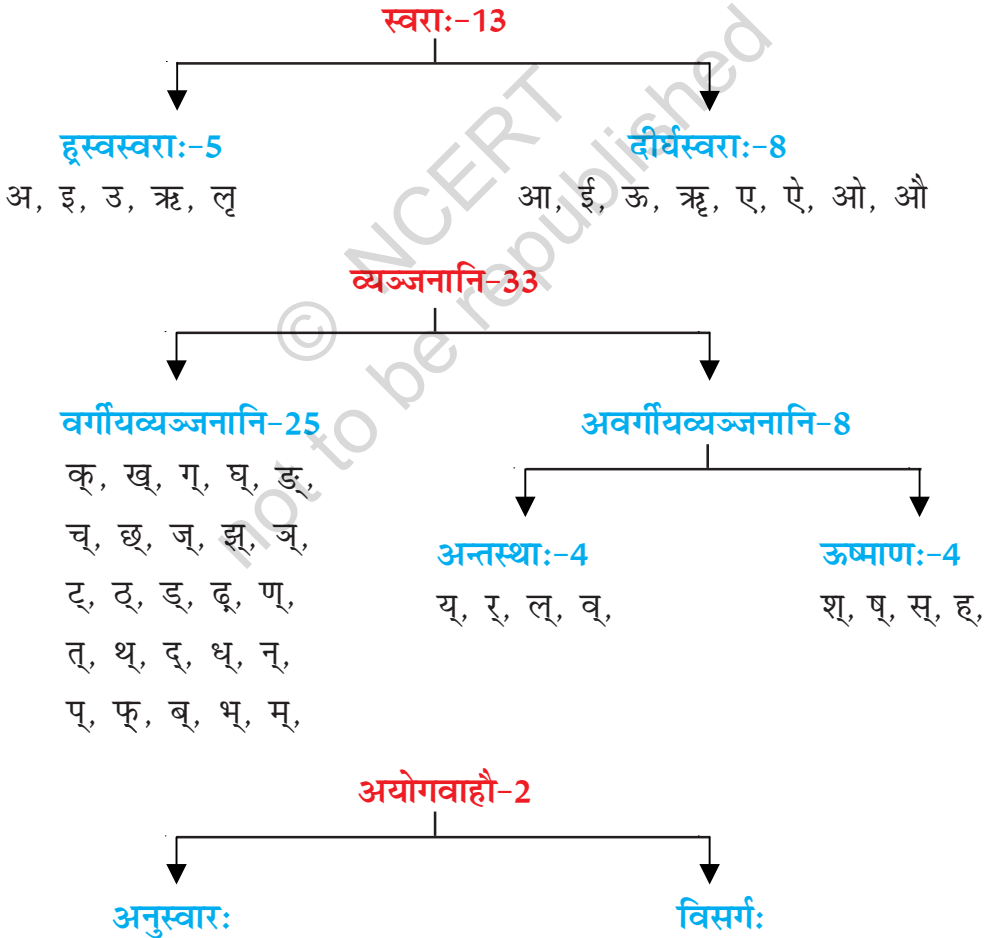 स्वराः-13
ह्रस्वस्वराः-5 दीर्घस्वराः-8
अ, इ, उ, ऋ, लृ आ, ई, ऊ, ॠ, ए, ऐ, ओ, औ
व्यञ्जनानि-33
वर्गीयव्यञ्जनानि-25 अवर्गीयव्यञ्जनानि-8
क्, ख्, ग्, घ्, ङ्,
च्, छ्, ज्, झ्, ञ्,
अन्तस्थाः-4 ऊष्माणः-4
ट्, ठ्, ड्, ढ्, ण्, य्, र्, ल्, व्, श्, ष्, स्, ह्,
त्, थ्, द्, ध्, न्,
प्, फ्, ब्, भ्, म्,
अयोगवाहौ-2
अनुस्वारः विसर्गः
© NCERT
not to be republished